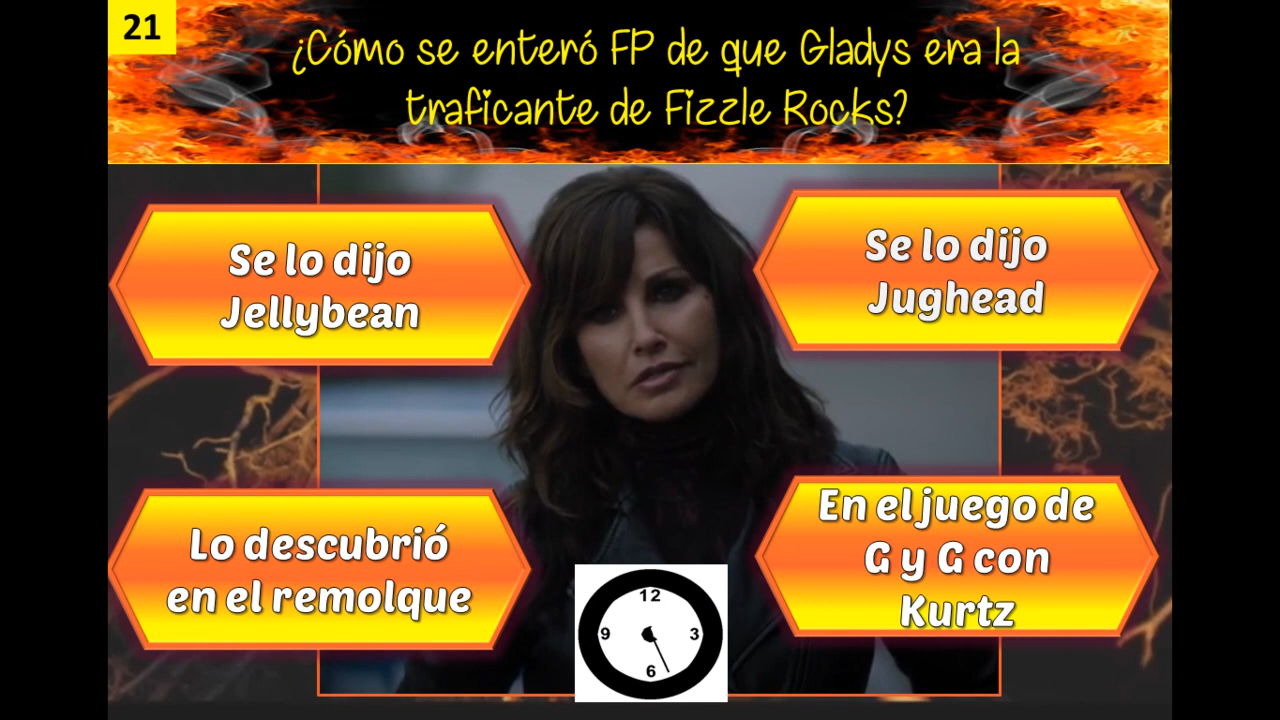 21
¿Cómo se enteró FP de que Gladys era la
traficante de Fizzle Rocks?
Se lo dijo
Jellybean
Se lo dijo
Jughead
Lo descubrió
en el remolque
En el juego de
G y G con
Kurtz
12
9
3
6